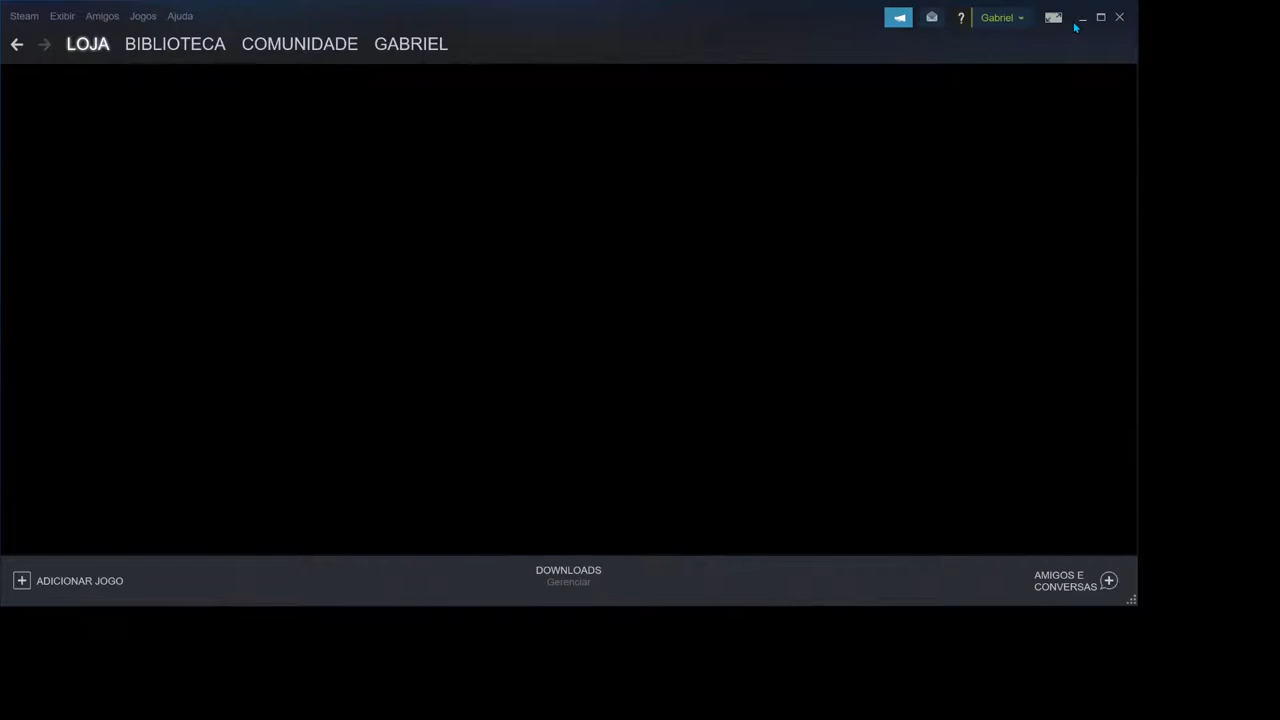 Steam Exibir Amigos Jogos Ajuda
? Gabriel
LOJA BIBLIOTECA COMUNIDADE GABRIEL
+ ADICIONAR JOGO
DOWNLOADS
Gerenciar
AMIGOS E
CONVERSAS +